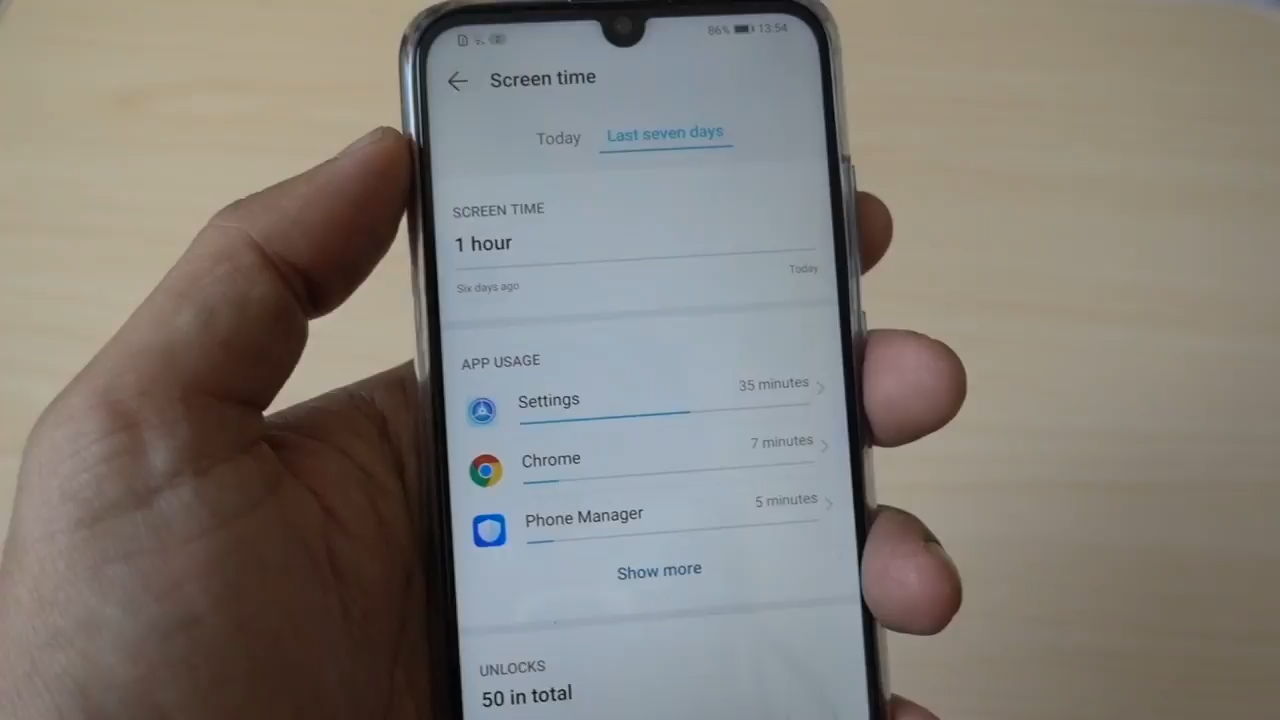 86% 13.54
Screen time
Today Last seven days
SCREEN TIME
1 hour
Six days ago Today
APP USAGE
Settings 35 minutes
Chrome 7 minutes
Phone Manager 5 minutes
Show more
UNLOCKS
50 in total